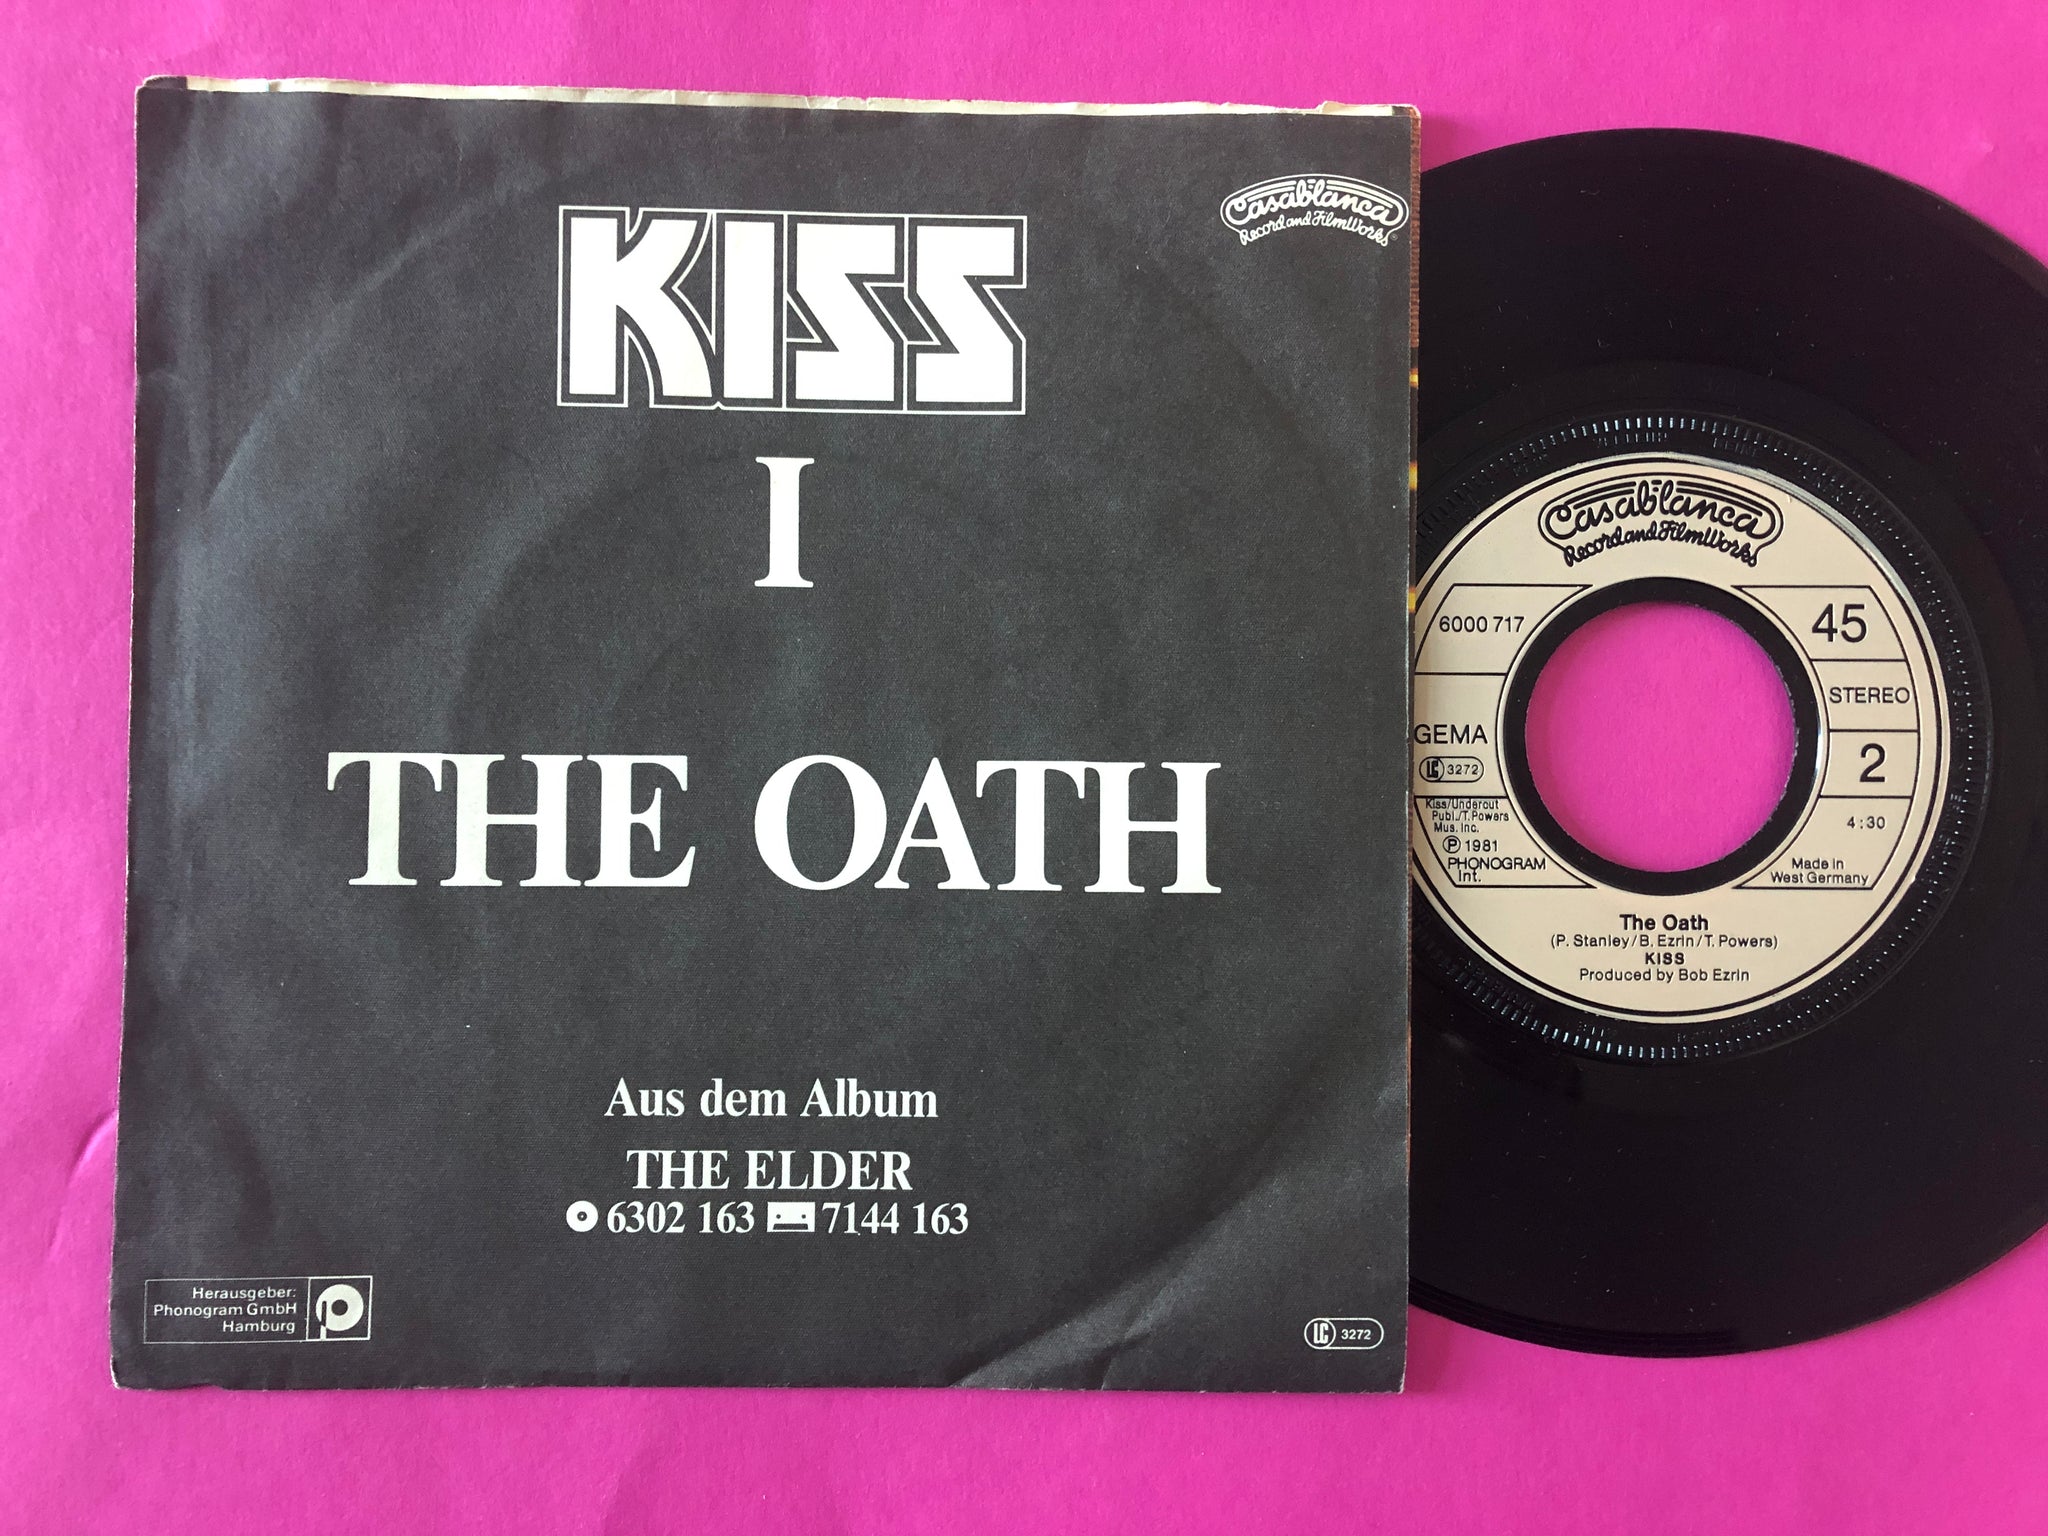 KISS
Casablanca
Record and FilmWorks
I
THE OATH
Aus dem Album
THE ELDER
6302 163 7144 163
Herausgeber:
Phonogram GmbH
Hamburg
P
LC 3272
Casablanca
Record and FilmWorks
6000 717
45
STEREO
GEMA
2
LC 3272
Kiss/Undercut
Publ./T. Powers
Mus. Inc.
4:30
Ⓟ 1981
PHONOGRAM
Int.
Made in
West Germany
The Oath
(P. Stanley/B. Ezrin/T. Powers)
KISS
Produced by Bob Ezrin